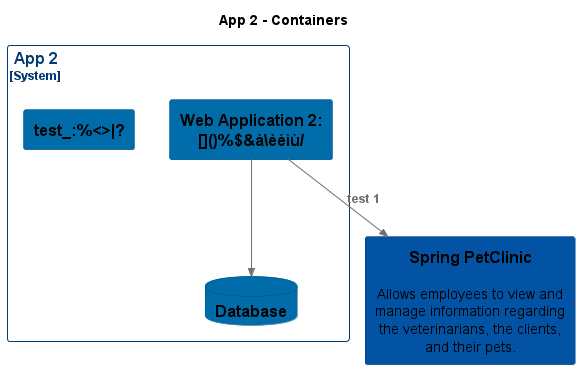 App 2 - Containers
App 2
[System]
test_:%<>|?
Web Application 2:
[]()%$&à\èéìù/
test 1
Database
Spring PetClinic
Allows employees to view and
manage information regarding
the veterinarians, the clients,
and their pets.